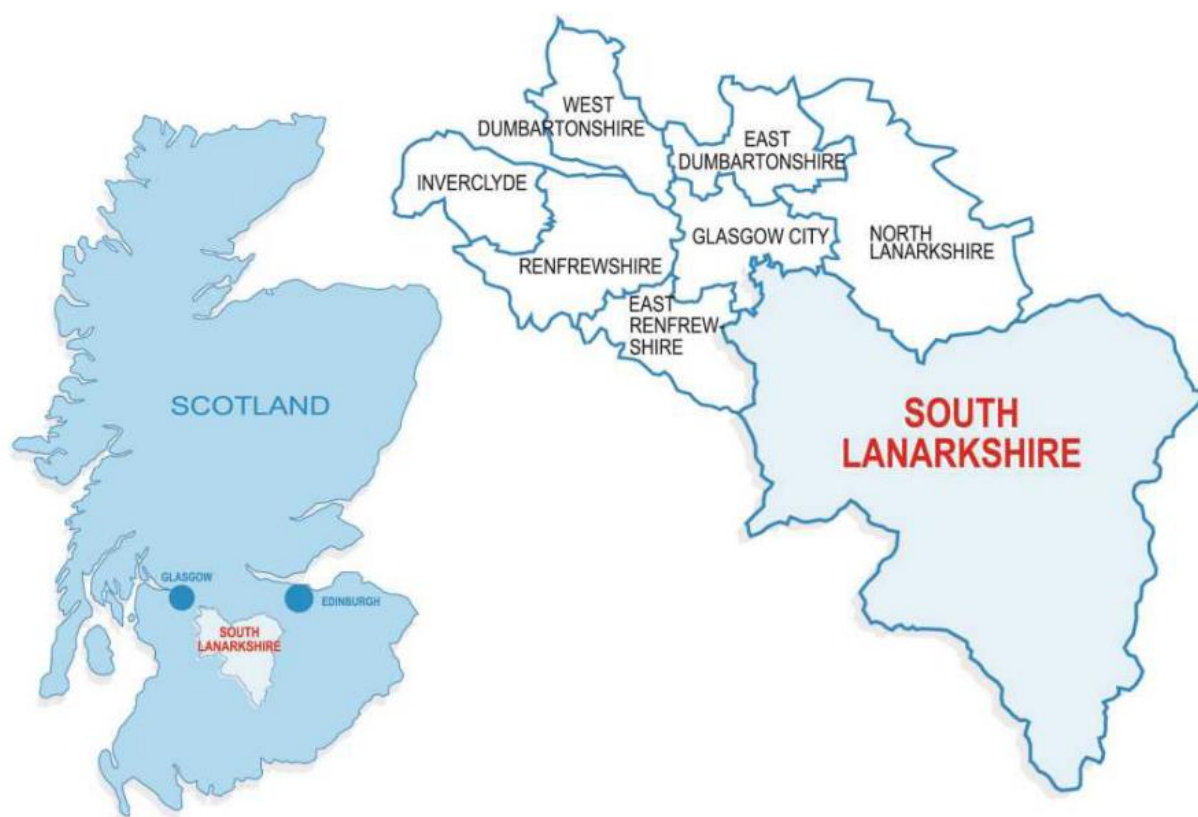 SCOTLAND
GLASGOW
EDINBURGH
SOUTH
LANARKSHIRE
WEST
DUMBARTONSHIRE
EAST
DUMBARTONSHIRE
INVERCLYDE
GLASGOW CITY
NORTH
LANARKSHIRE
RENFREWSHIRE
EAST
RENFREW-
SHIRE
SOUTH
LANARKSHIRE